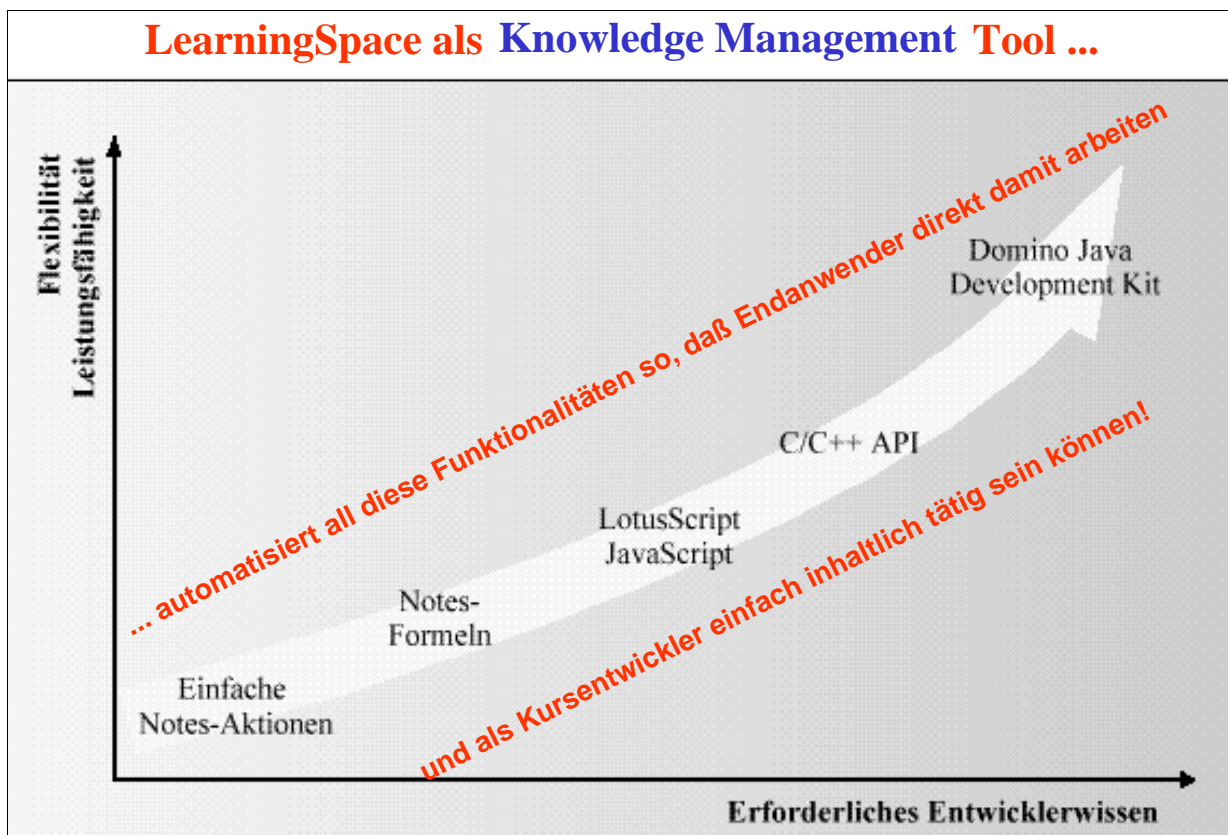 LearningSpace als Knowledge Management Tool ...
Flexibilität
Leistungsfähigkeit
... automatisiert all diese Funktionalitäten so, daß Endanwender direkt damit arbeiten
Domino Java
Development Kit
C/C++ API
LotusScript
JavaScript
Notes-
Formeln
Einfache
Notes-Aktionen
und als Kursentwickler einfach inhaltlich tätig sein können!
Erforderliches Entwicklerwissen